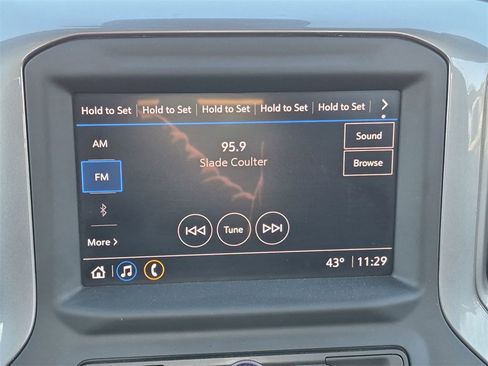 Hold to Set Hold to Set Hold to Set Hold to Set Hold to Set
AM
95.9
Sound
Slade Coulter
Browse
FM
Tune
More
43° 11:29